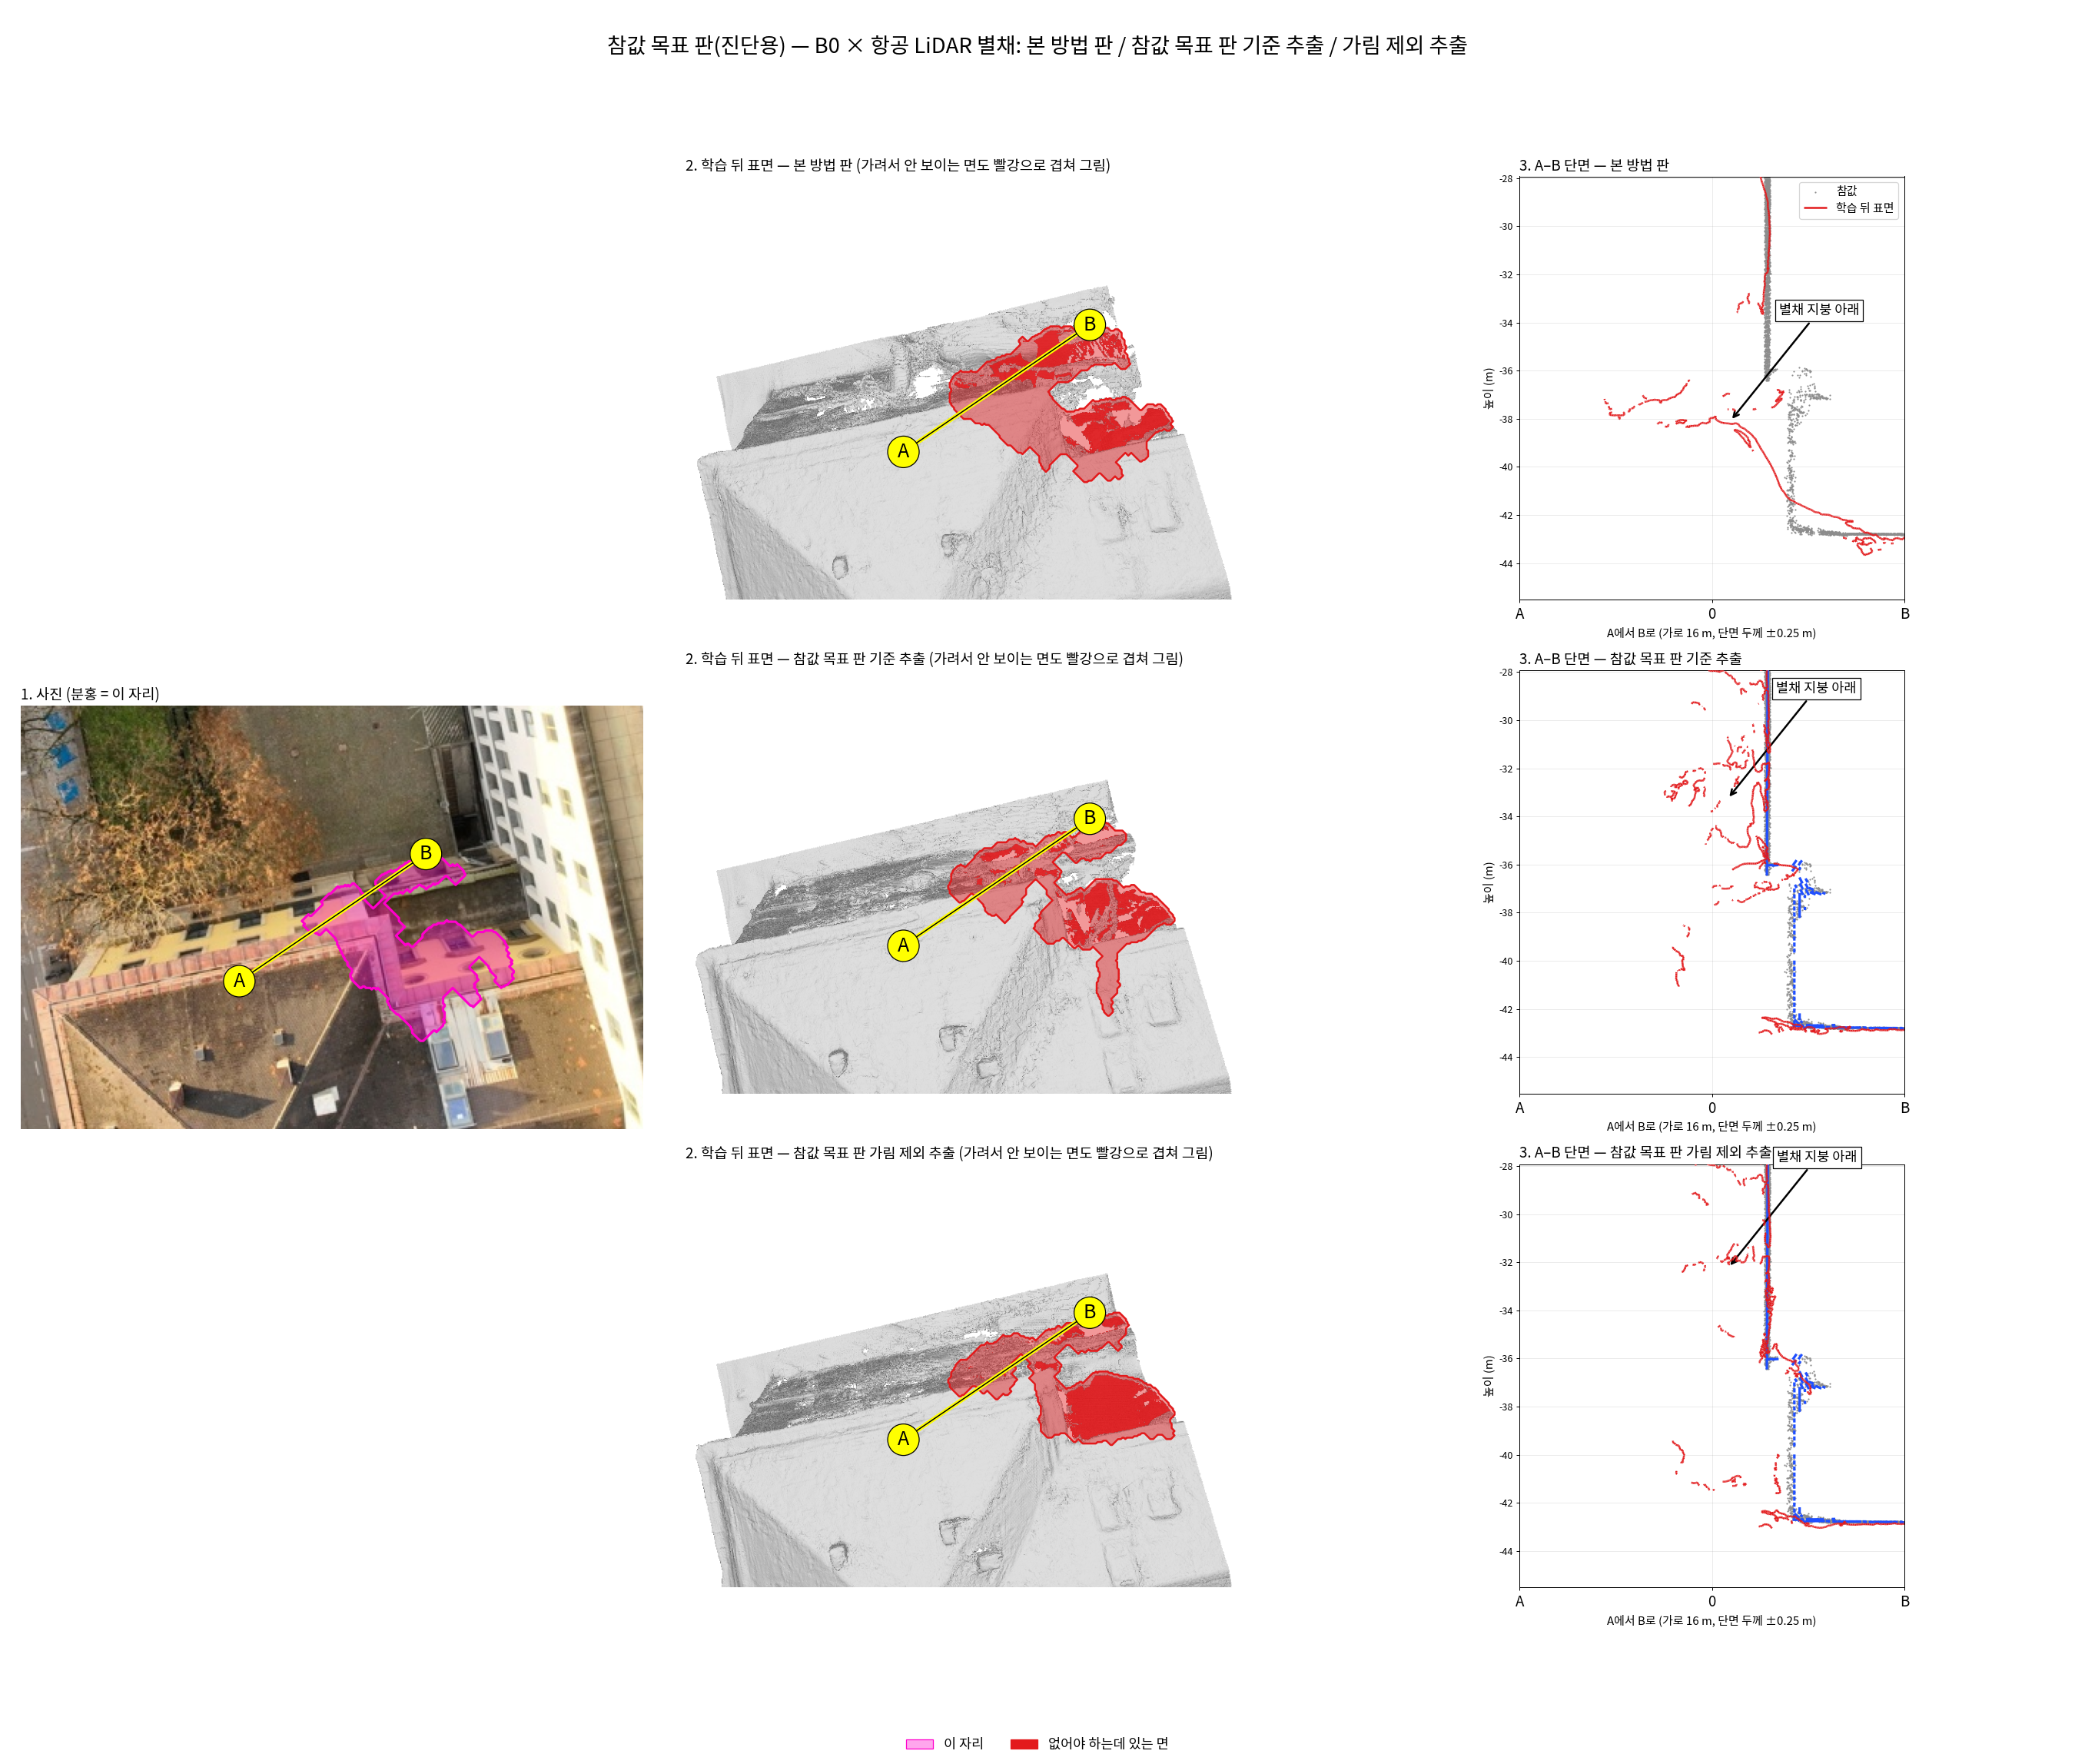 참값 목표 판(진단용) — B0 × 항공 LiDAR 별채: 본 방법 판 / 참값 목표 판 기준 추출 / 가림 제외 추출
2. 학습 뒤 표면 — 본 방법 판 (가려서 안 보이는 면도 빨강으로 겹쳐 그림)
B
A
3. A–B 단면 — 본 방법 판
참값
학습 뒤 표면
별채 지붕 아래
높이 (m)
-28
-30
-32
-34
-36
-38
-40
-42
-44
A
0
B
A에서 B로 (가로 16 m, 단면 두께 ±0.25 m)
1. 사진 (분홍 = 이 자리)
B
A
2. 학습 뒤 표면 — 참값 목표 판 기준 추출 (가려서 안 보이는 면도 빨강으로 겹쳐 그림)
B
A
3. A–B 단면 — 참값 목표 판 기준 추출
별채 지붕 아래
높이 (m)
-28
-30
-32
-34
-36
-38
-40
-42
-44
A
0
B
A에서 B로 (가로 16 m, 단면 두께 ±0.25 m)
2. 학습 뒤 표면 — 참값 목표 판 가림 제외 추출 (가려서 안 보이는 면도 빨강으로 겹쳐 그림)
B
A
3. A–B 단면 — 참값 목표 판 가림 제외 추출
별채 지붕 아래
높이 (m)
-28
-30
-32
-34
-36
-38
-40
-42
-44
A
0
B
A에서 B로 (가로 16 m, 단면 두께 ±0.25 m)
이 자리
없어야 하는데 있는 면